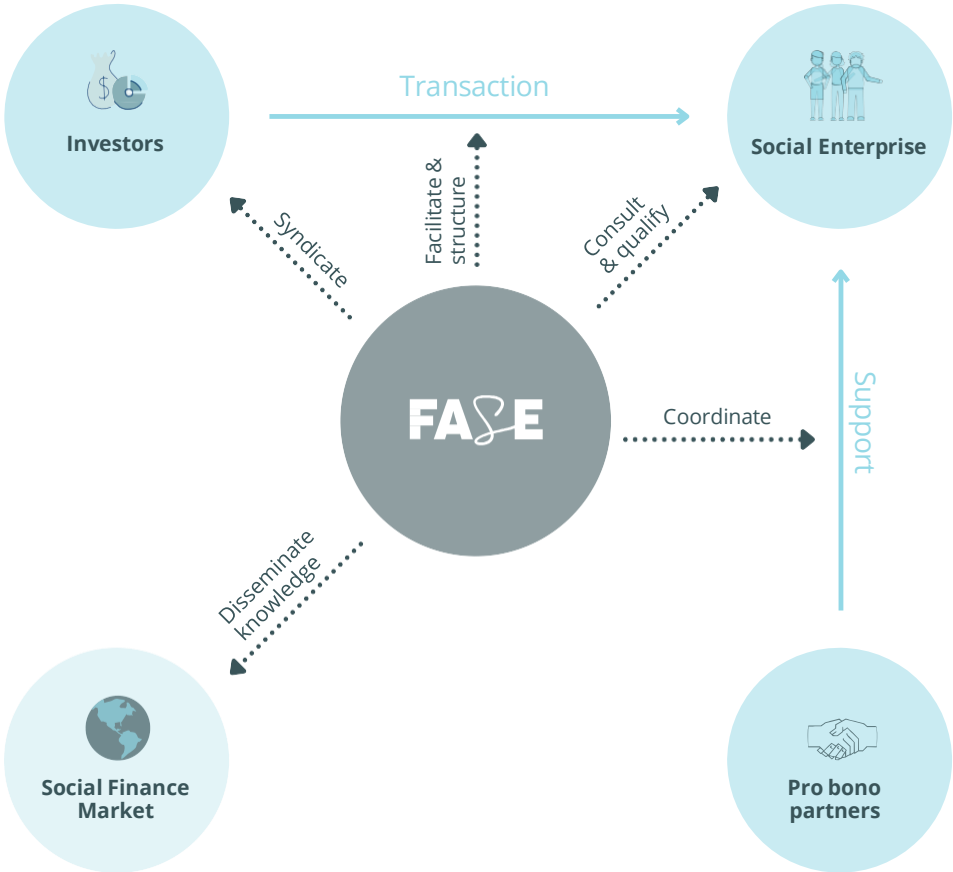 Transaction
Investors
Social Enterprise
Facilitate &
structure
Consult
& qualify
Syndicate
FASE
Coordinate
Support
Disseminate
knowledge
Social Finance
Market
Pro bono
partners
$